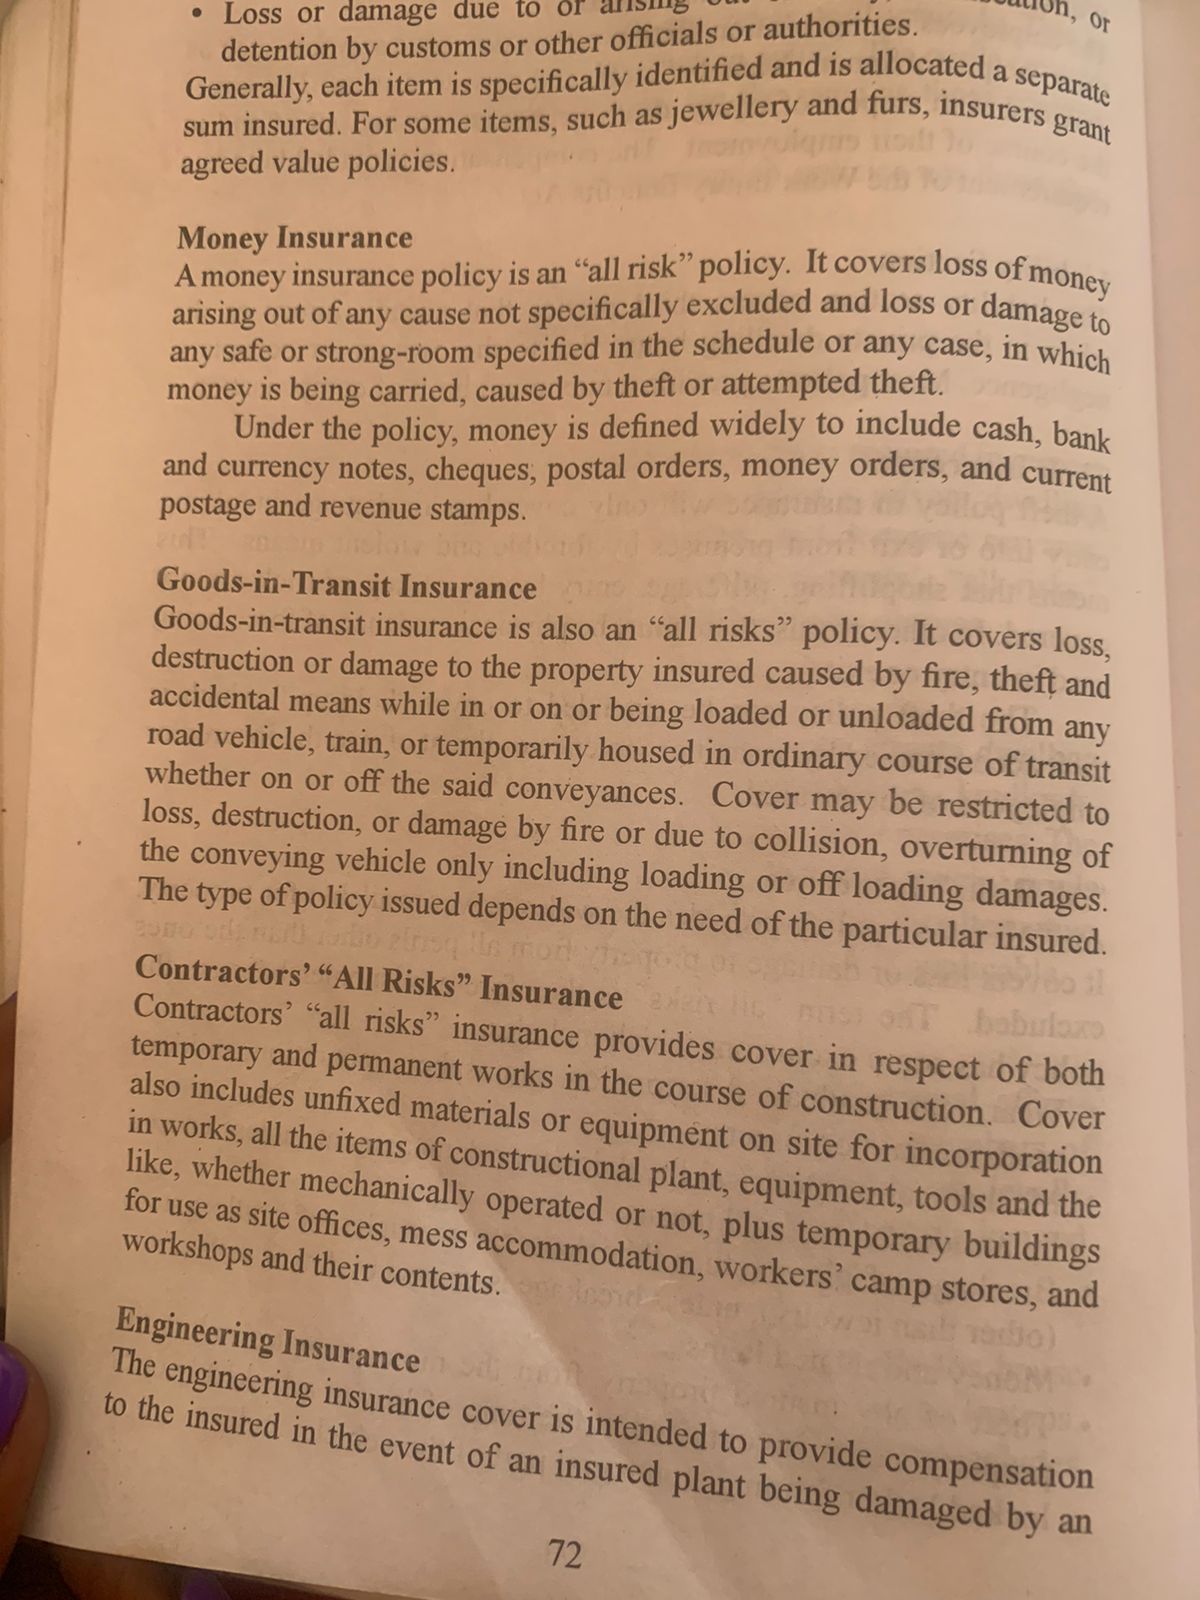 • Loss or damage due to or arising
or
detention by customs or other officials or authorities.
Generally, each item is specifically identified and is allocated a separate
sum insured. For some items, such as jewellery and furs, insurers grant
agreed value policies.
Money Insurance
A money insurance policy is an “all risk” policy. It covers loss of money
arising out of any cause not specifically excluded and loss or damage to
any safe or strong-room specified in the schedule or any case, in which
money is being carried, caused by theft or attempted theft.
Under the policy, money is defined widely to include cash, bank
and currency notes, cheques, postal orders, money orders, and current
postage and revenue stamps.
Goods-in-Transit Insurance
Goods-in-transit insurance is also an “all risks” policy. It covers loss,
destruction or damage to the property insured caused by fire, theft and
accidental means while in or on or being loaded or unloaded from any
road vehicle, train, or temporarily housed in ordinary course of transit
whether on or off the said conveyances. Cover may be restricted to
loss, destruction, or damage by fire or due to collision, overturning of
the conveying vehicle only including loading or off loading damages.
The type of policy issued depends on the need of the particular insured.
Contractors’ “All Risks” Insurance
Contractors’ “all risks” insurance provides cover in respect of both
temporary and permanent works in the course of construction. Cover
also includes unfixed materials or equipment on site for incorporation
in works, all the items of constructional plant, equipment, tools and the
like, whether mechanically operated or not, plus temporary buildings
for use as site offices, mess accommodation, workers’ camp stores, and
workshops and their contents.
Engineering Insurance
The engineering insurance cover is intended to provide compensation
to the insured in the event of an insured plant being damaged by an
72